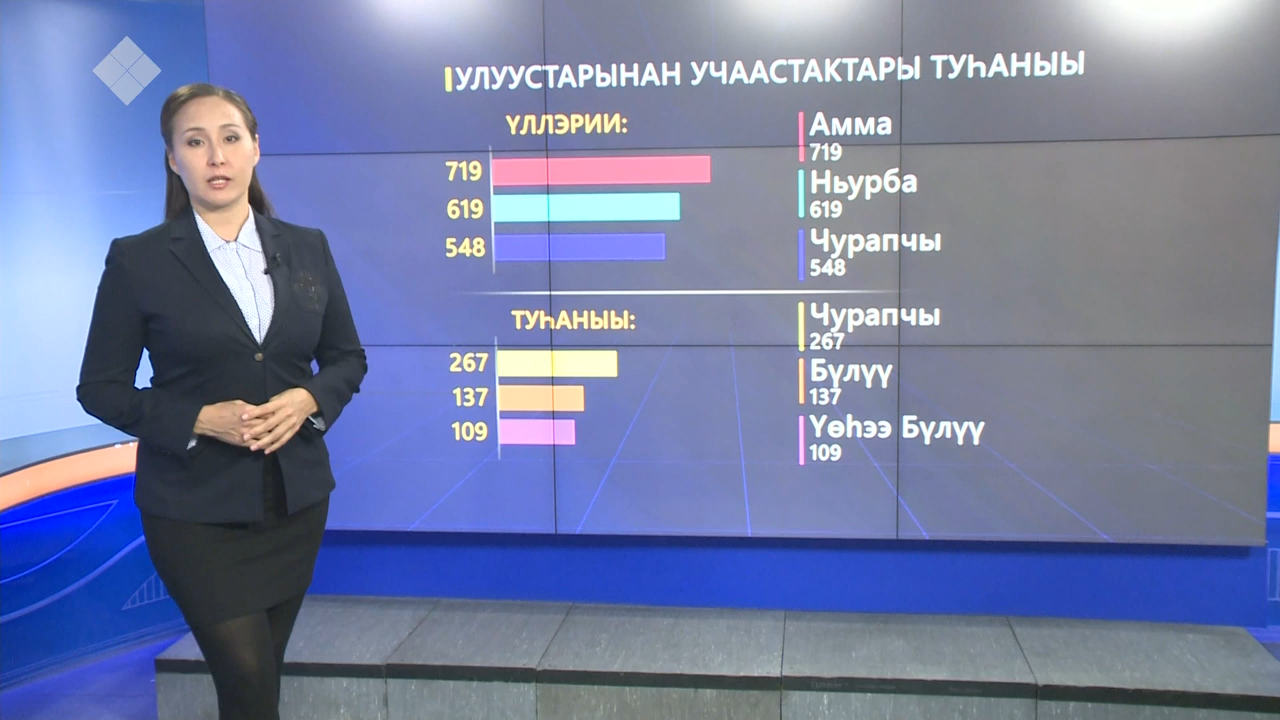 УЛУУСТАРЫНАН УЧААСТАКТАРЫ ТУҺАНЫЫ
ҮЛЛЭРИИ:
719
619
548
Амма
719
Ньурба
619
Чурапчы
548
ТУҺАНЫЫ:
267
137
109
Чурапчы
267
Бүлүү
137
Үөһээ Бүлүү
109